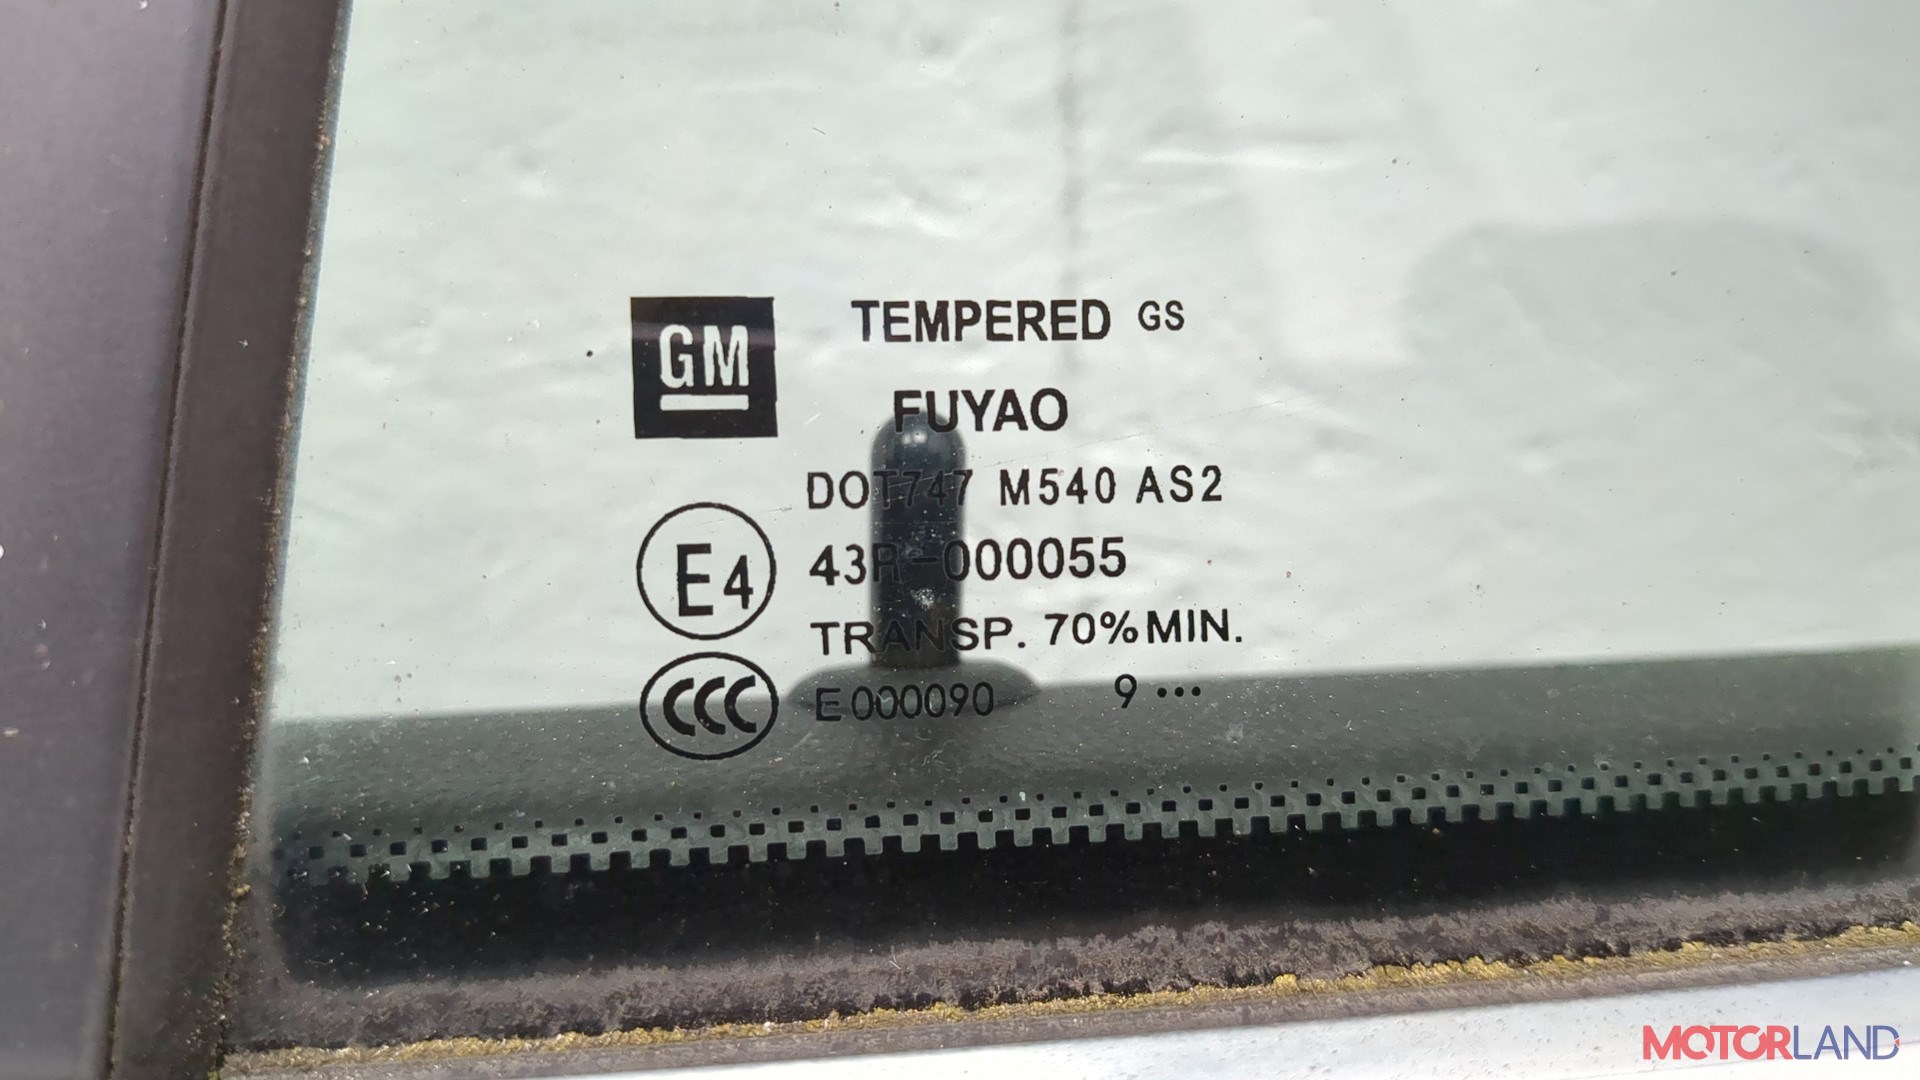 GM
TEMPERED GS
FUYAO
DOT747 M540 AS2
E4
43R-000055
TRANSP. 70%MIN.
CCC
E000090 9 •••
MOTORLAND